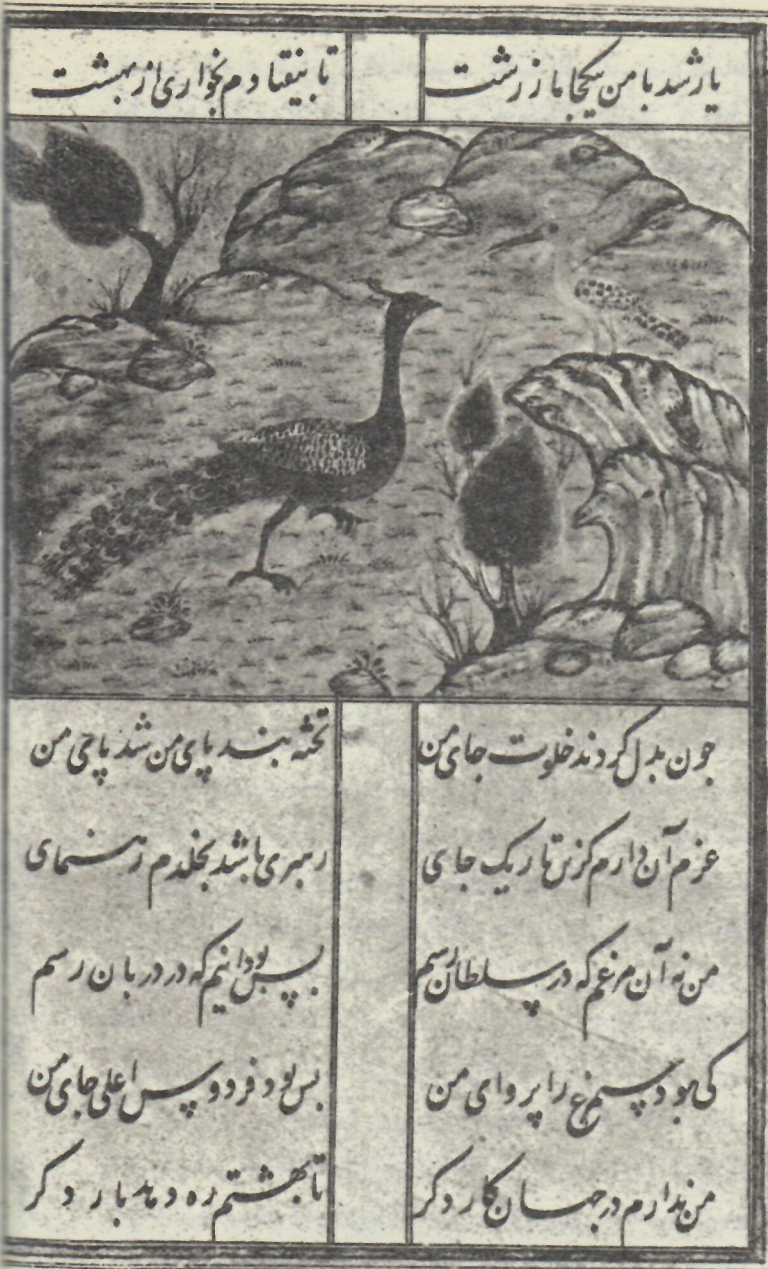 یار شد با من بیکجا مار زشت تا بیفتادم بخواری از بهشت
جون بدل کردند خلوت جای من تخته بند پای من شد پای من
عزم آن دارم کزین تاریک جای رهبری باشد بخلدم رهنمای
من نه آن مرغم که در سلطان رسم بس بود اینم که در دربان رسم
کی بود سیمرغ را پروای من بس بود فردوس اعلی جای من
من ندارم در جهان کار دکر تا بهشتم ره دهد بار دکر